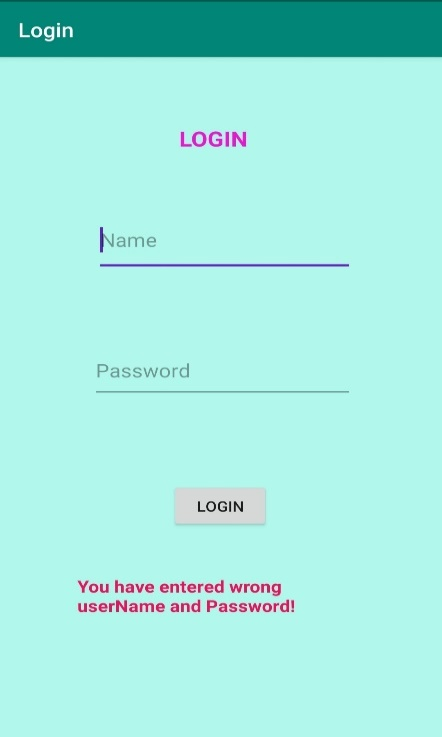 Login
LOGIN
Name
Password
LOGIN
You have entered wrong
userName and Password!